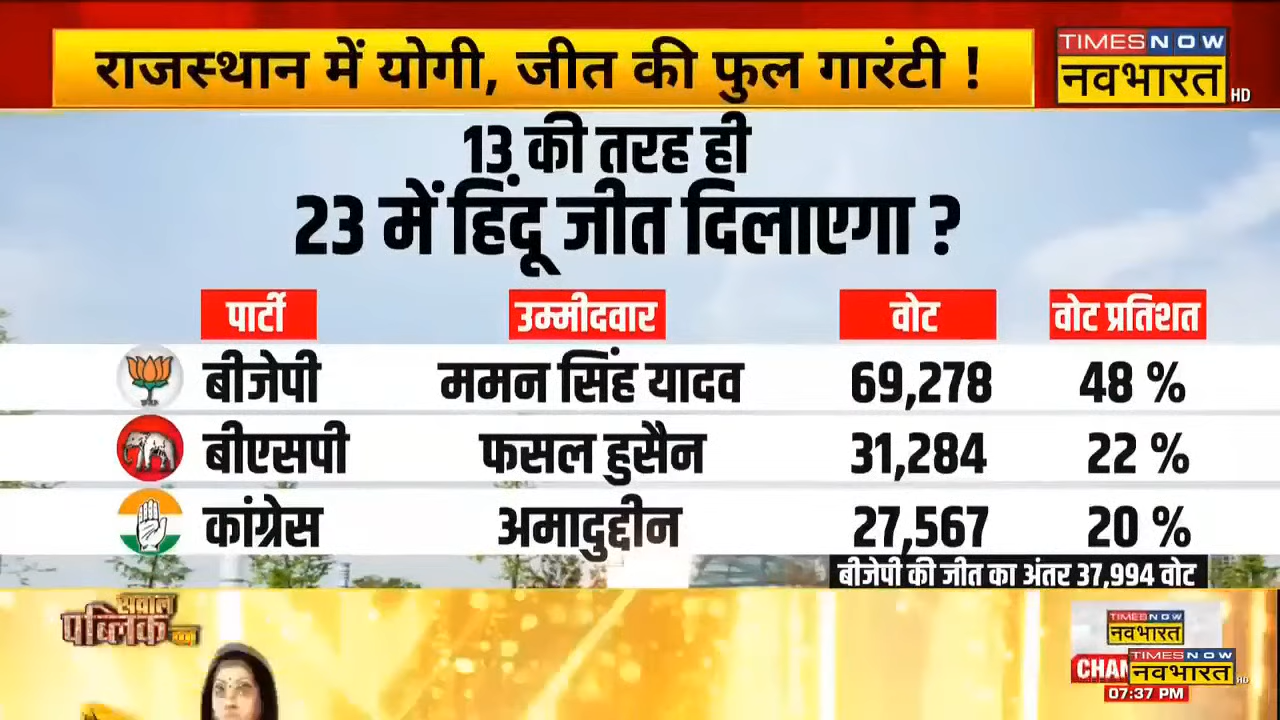 राजस्थान में योगी, जीत की फुल गारंटी !
TIMES NOW
नवभारत
HD
13 की तरह ही
23 में हिंदू जीत दिलाएगा ?
पार्टी उम्मीदवार वोट वोट प्रतिशत
बीजेपी ममन सिंह यादव 69,278 48 %
बीएसपी फसल हुसैन 31,284 22 %
कांग्रेस अमादुद्दीन 27,567 20 %
बीजेपी की जीत का अंतर 37,994 वोट
सवाल
पब्लिक का
TIMES NOW
नवभारत
CHAN
TIMES NOW
नवभारत
HD
07:37 PM